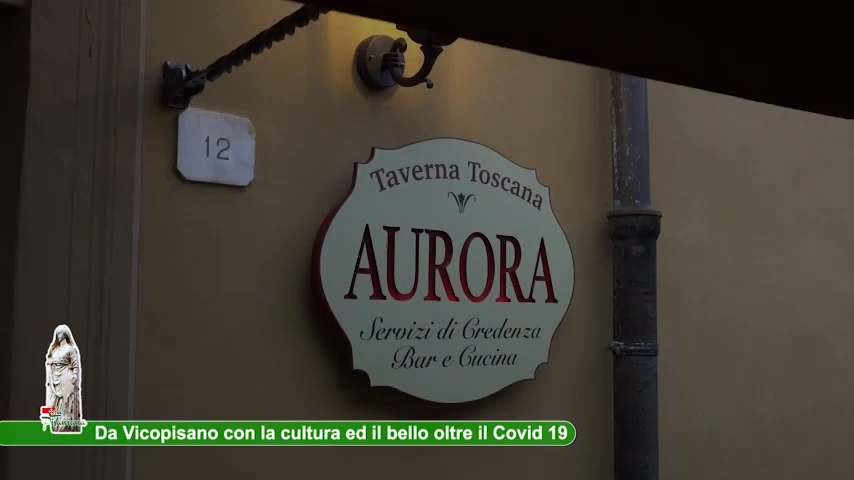 12
Taverna Toscana
AURORA
Servizi di Credenza
Bar e Cucina
Da Vicopisano con la cultura ed il bello oltre il Covid 19